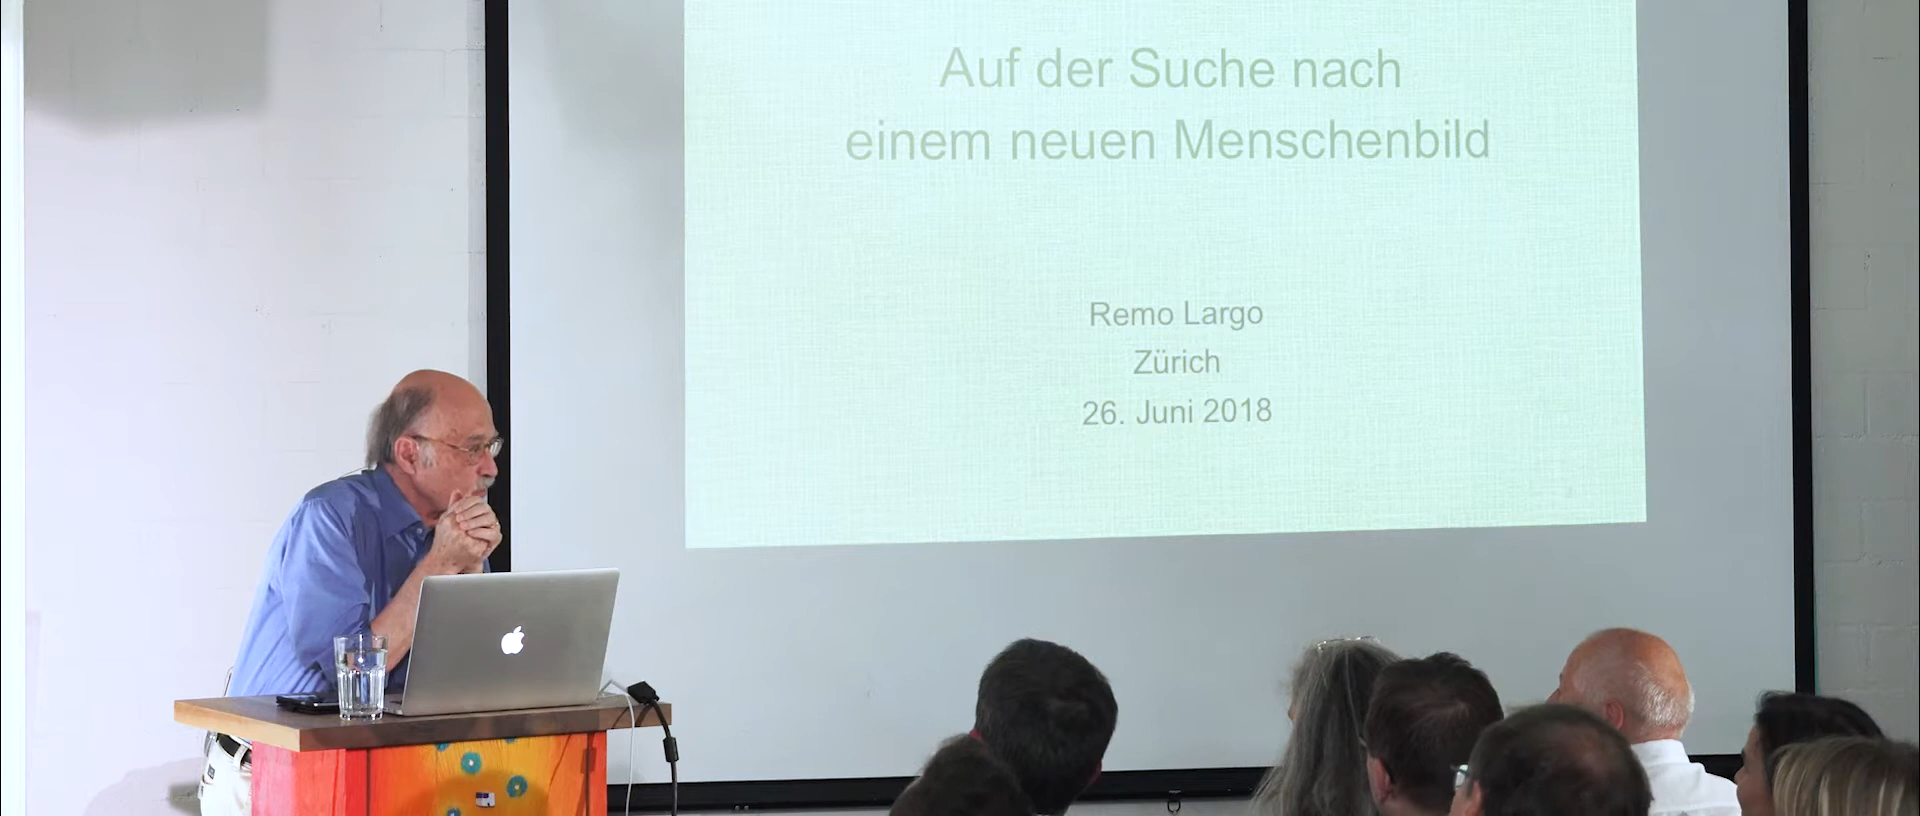 Auf der Suche nach
einem neuen Menschenbild
Remo Largo
Zürich
26. Juni 2018